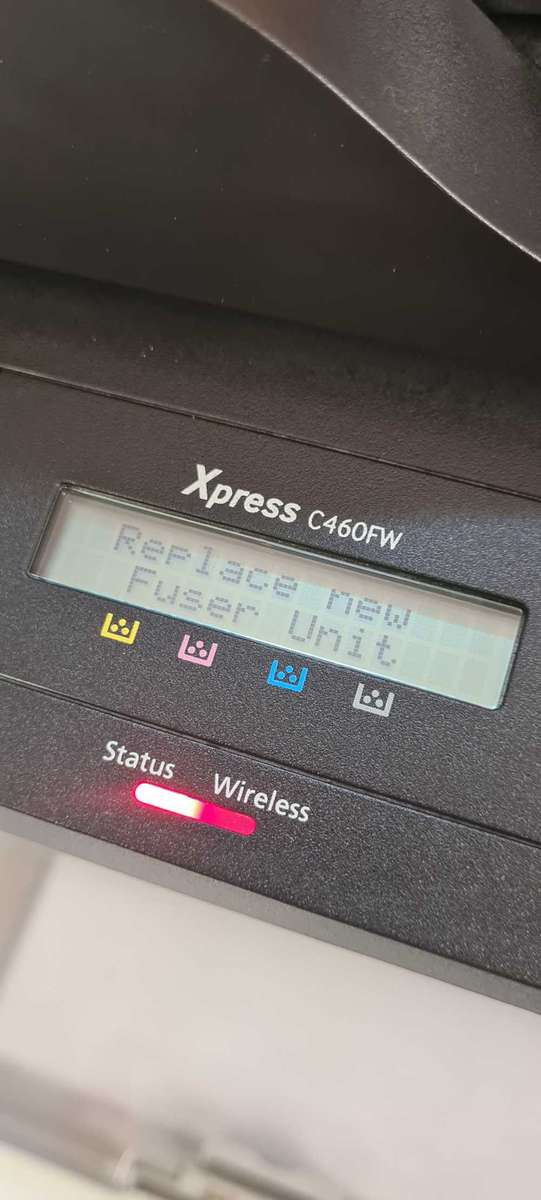 Xpress C460FW
Replace new
Fuser Unit
Status Wireless